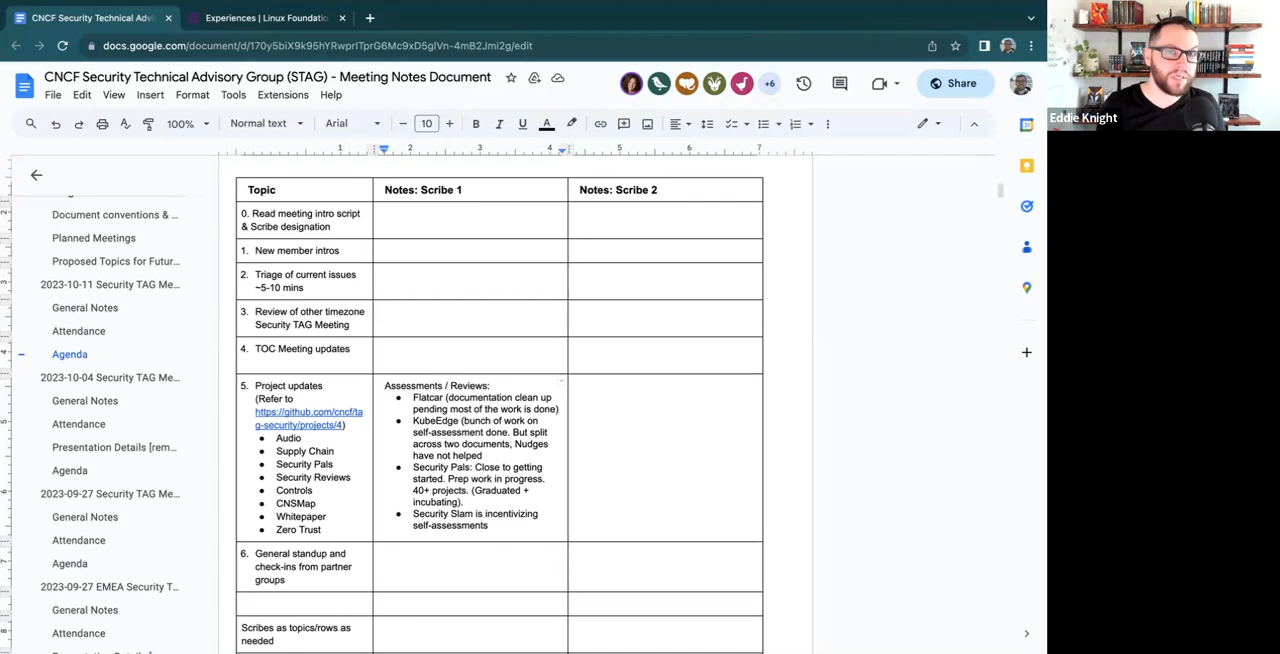 CNCF Security Technical Advi
Experiences | Linux Foundatio
docs.google.com/document/d/170y5biX9k95hYRwprITprG6Mc9xD5glVn-4mB2Jmi2g/edit
CNCF Security Technical Advisory Group (STAG) - Meeting Notes Document
+6
Share
File Edit View Insert Format Tools Extensions Help
100% Normal text Arial 10 B I U A
1 2 3 4 5 6 7
Document conventions & ...
Planned Meetings
Proposed Topics for Futur...
2023-10-11 Security TAG Me...
General Notes
Attendance
Agenda
2023-10-04 Security TAG Me...
General Notes
Attendance
Presentation Details [rem...
Agenda
2023-09-27 Security TAG Me...
General Notes
Attendance
Agenda
2023-09-27 EMEA Security T...
General Notes
Attendance
Topic Notes: Scribe 1 Notes: Scribe 2
0. Read meeting intro script
& Scribe designation
1. New member intros
2. Triage of current issues
~5-10 mins
3. Review of other timezone
Security TAG Meeting
4. TOC Meeting updates
5. Project updates
(Refer to
https://github.com/cncf/ta
g-security/projects/4)
● Audio
● Supply Chain
● Security Pals
● Security Reviews
● Controls
● CNSMap
● Whitepaper
● Zero Trust
Assessments / Reviews:
● Flatcar (documentation clean up
pending most of the work is done)
● KubeEdge (bunch of work on
self-assessment done. But split
across two documents, Nudges
have not helped
● Security Pals: Close to getting
started. Prep work in progress.
40+ projects. (Graduated +
incubating).
● Security Slam is incentivizing
self-assessments
6. General standup and
check-ins from partner
groups
Scribes as topics/rows as
needed
Eddie Knight